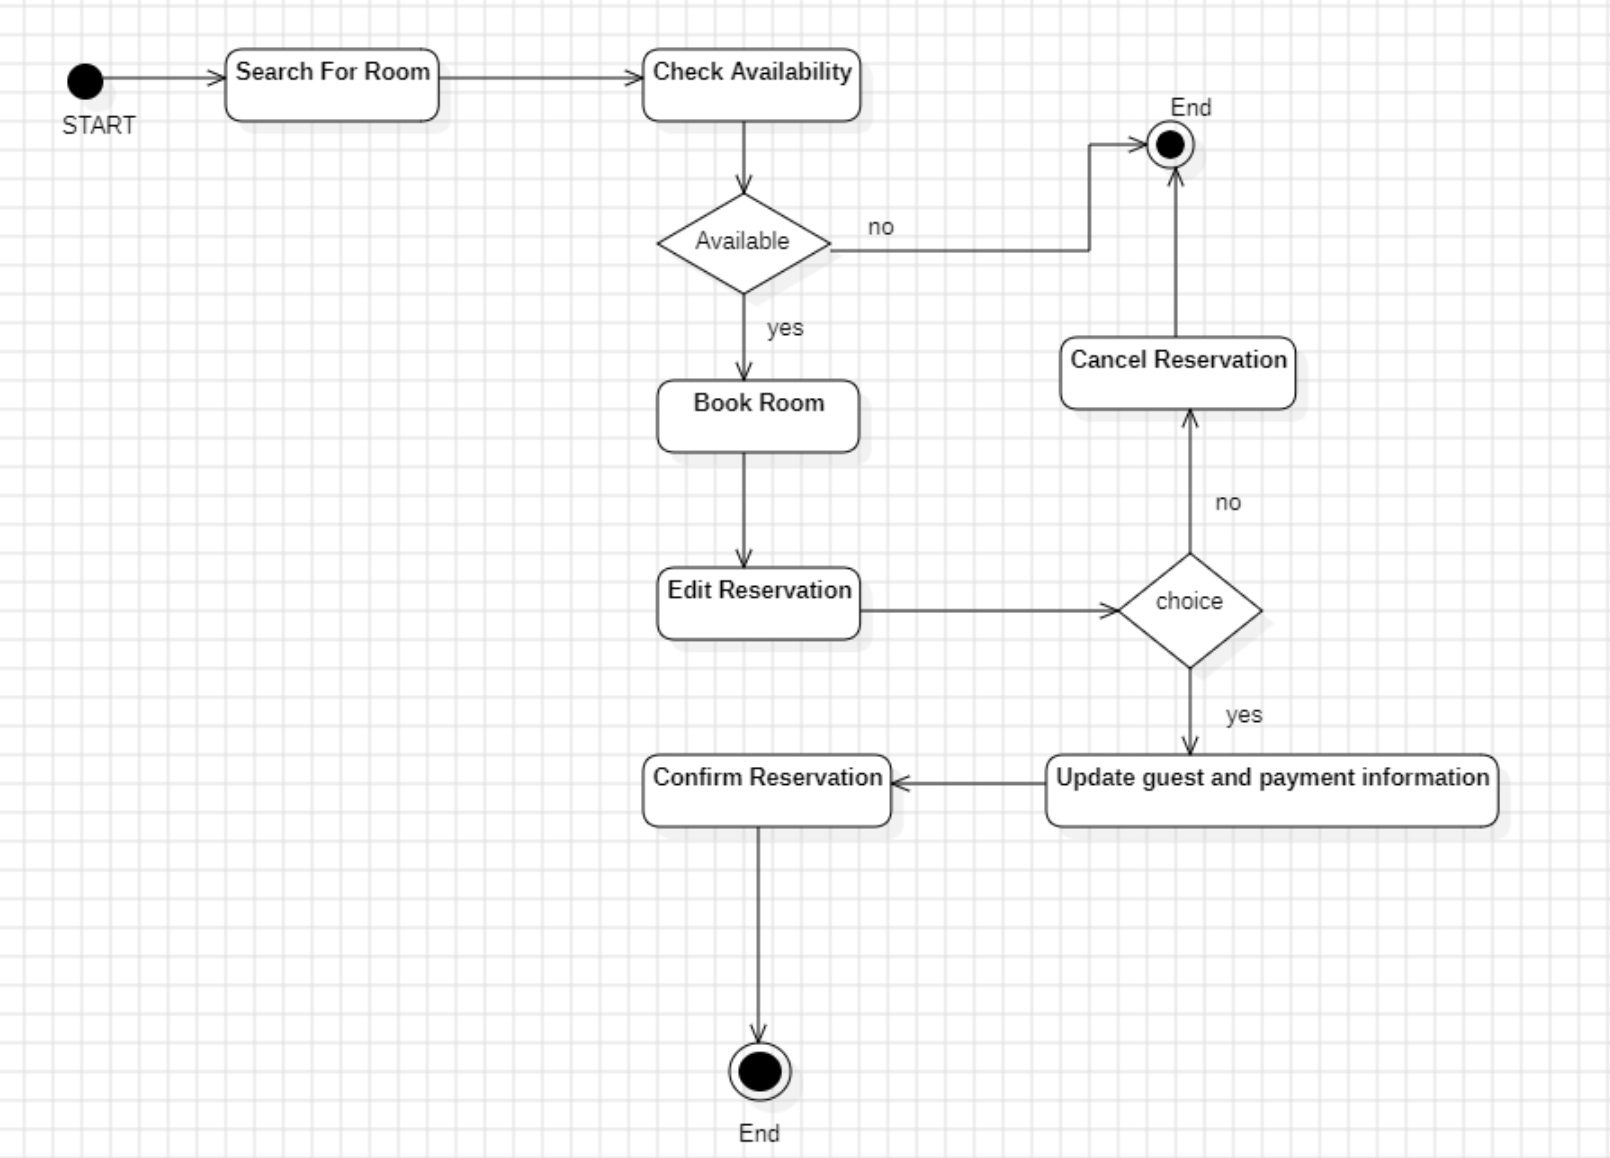 Search For Room
Check Availability
START
End
Available
no
yes
Cancel Reservation
Book Room
no
Edit Reservation
choice
yes
Confirm Reservation
Update guest and payment information
End